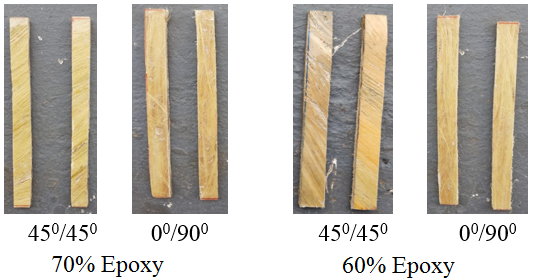 45⁰/45⁰ 0⁰/90⁰ 45⁰/45⁰ 0⁰/90⁰
70% Epoxy 60% Epoxy